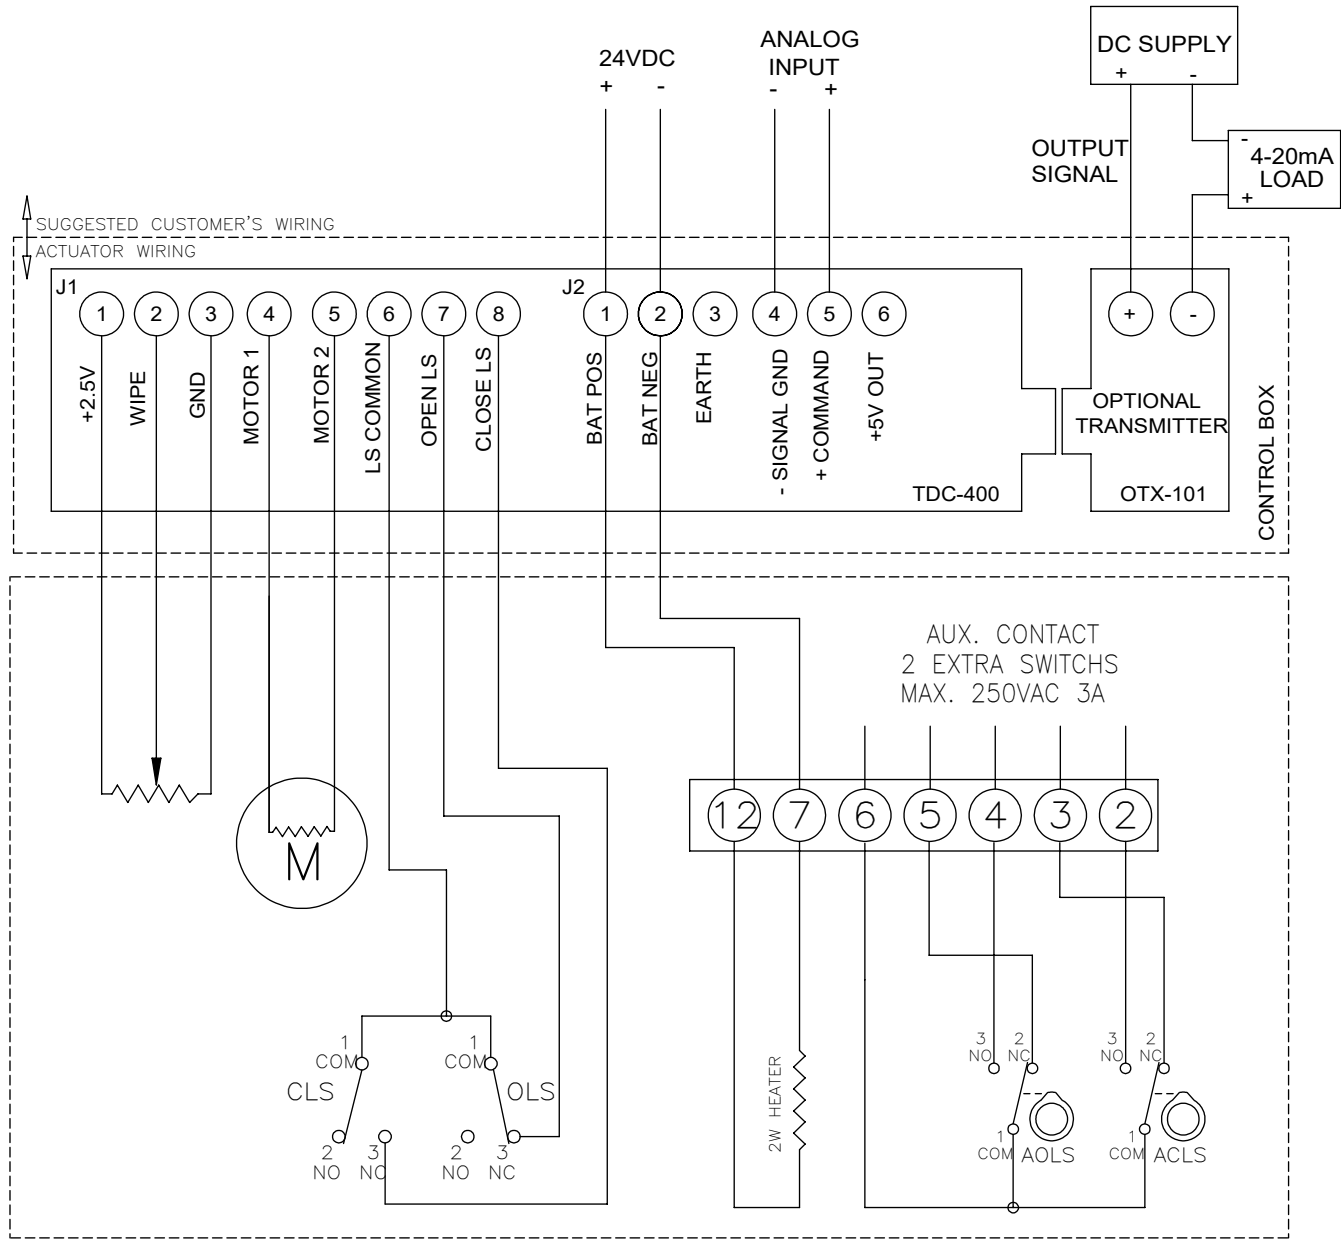 DC SUPPLY
+ -
24VDC
+ -
ANALOG
INPUT
- +
OUTPUT
SIGNAL
-
4-20mA
LOAD
+
SUGGESTED CUSTOMER'S WIRING
ACTUATOR WIRING
J1
1 2 3 4 5 6 7 8
J2
1 2 3 4 5 6
+ -
+2.5V
WIPE
GND
MOTOR 1
MOTOR 2
LS COMMON
OPEN LS
CLOSE LS
BAT POS
BAT NEG
EARTH
- SIGNAL GND
+ COMMAND
+5V OUT
OPTIONAL
TRANSMITTER
TDC-400
OTX-101
CONTROL BOX
AUX. CONTACT
2 EXTRA SWITCHS
MAX. 250VAC 3A
12 7 6 5 4 3 2
M
1
COM
CLS
2
NO
3
NC
1
COM
OLS
2
NO
3
NC
2W HEATER
3
NO
2
NC
1
COM
AOLS
3
NO
2
NC
1
COM
ACLS